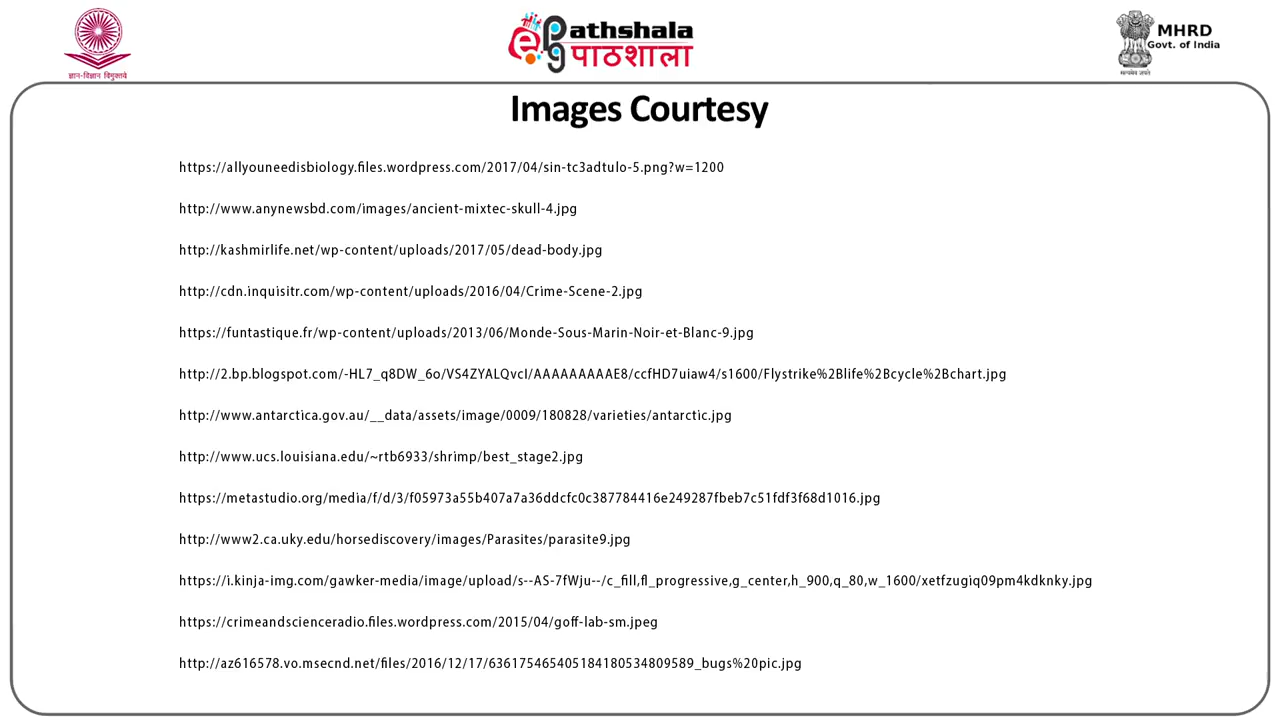 ज्ञान-विज्ञान विमुक्तये
ePG Pathshala
पाठशाला
MHRD
Govt. of India
सत्यमेव जयते
Images Courtesy
https://allyouneedisbiology.files.wordpress.com/2017/04/sin-tc3adtulo-5.png?w=1200
http://www.anynewsbd.com/images/ancient-mixtec-skull-4.jpg
http://kashmirlife.net/wp-content/uploads/2017/05/dead-body.jpg
http://cdn.inquisitr.com/wp-content/uploads/2016/04/Crime-Scene-2.jpg
https://funtastique.fr/wp-content/uploads/2013/06/Monde-Sous-Marin-Noir-et-Blanc-9.jpg
http://2.bp.blogspot.com/-HL7_q8DW_6o/VS4ZYALQvcI/AAAAAAAAAE8/ccfHD7uiaw4/s1600/Flystrike%2Blife%2Bcycle%2Bchart.jpg
http://www.antarctica.gov.au/__data/assets/image/0009/180828/varieties/antarctic.jpg
http://www.ucs.louisiana.edu/~rtb6933/shrimp/best_stage2.jpg
https://metastudio.org/media/f/d/3/f05973a55b407a7a36ddcfc0c387784416e249287fbeb7c51fdf3f68d1016.jpg
http://www2.ca.uky.edu/horsediscovery/images/Parasites/parasite9.jpg
https://i.kinja-img.com/gawker-media/image/upload/s--AS-7fWju--/c_fill,fl_progressive,g_center,h_900,q_80,w_1600/xetfzugiq09pm4kdknky.jpg
https://crimeandscienceradio.files.wordpress.com/2015/04/goff-lab-sm.jpeg
http://az616578.vo.msecnd.net/files/2016/12/17/636175465405184180534809589_bugs%20pic.jpg